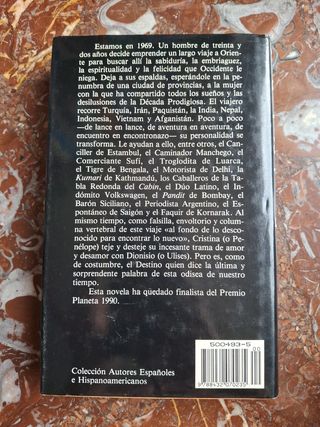 Estamos en 1969. Un hombre de treinta y
dos años decide emprender un largo viaje a Orien-
te para buscar allí la sabiduría, la embriaguez,
la espiritualidad y la felicidad que Occidente le
niega. Deja a sus espaldas, esperándole en la pe-
numbra de una ciudad de provincias, a la mujer
con la que ha compartido todos los sueños y las
desilusiones de la Década Prodigiosa. El viajero
recorre Turquía, Irán, Paquistán, la India, Nepal,
Indonesia, Vietnam y Afganistán. Poco a poco
—de lance en lance, de aventura en aventura, de
encuentro en encontronazo— su personalidad se
transforma. Le ayudan a ello, entre otros, el Can-
ciller de Estambul, el Caminador Manchego, el
Comerciante Sufí, el Troglodita de Luarca,
el Tigre de Bengala, el Motorista de Delhi, la
Kumari de Kathmandú, los Caballeros de la Ta-
bla Redonda del Cabin, el Dúo Latino, el In-
dómito Volkswagen, el Pandit de Bombay, el
Barón Siciliano, el Periodista Argentino, el Es-
pontáneo de Saigón y el Faquir de Kornarak. Al
mismo tiempo, como falsilla, envoltorio y colum-
na vertebral de este viaje «al fondo de lo desco-
nocido para encontrar lo nuevo», Cristina (o Pe-
nélope) teje y desteje su incesante trama de amor
y desamor con Dionisio (o Ulises). Pero es, como
de costumbre, el Destino quien dice la última y
sorprendente palabra de esta odisea de nuestro
tiempo.
Esta novela ha quedado finalista del Premio
Planeta 1990.
500493-5
00
9788432070235
Colección Autores Españoles
e Hispanoamericanos